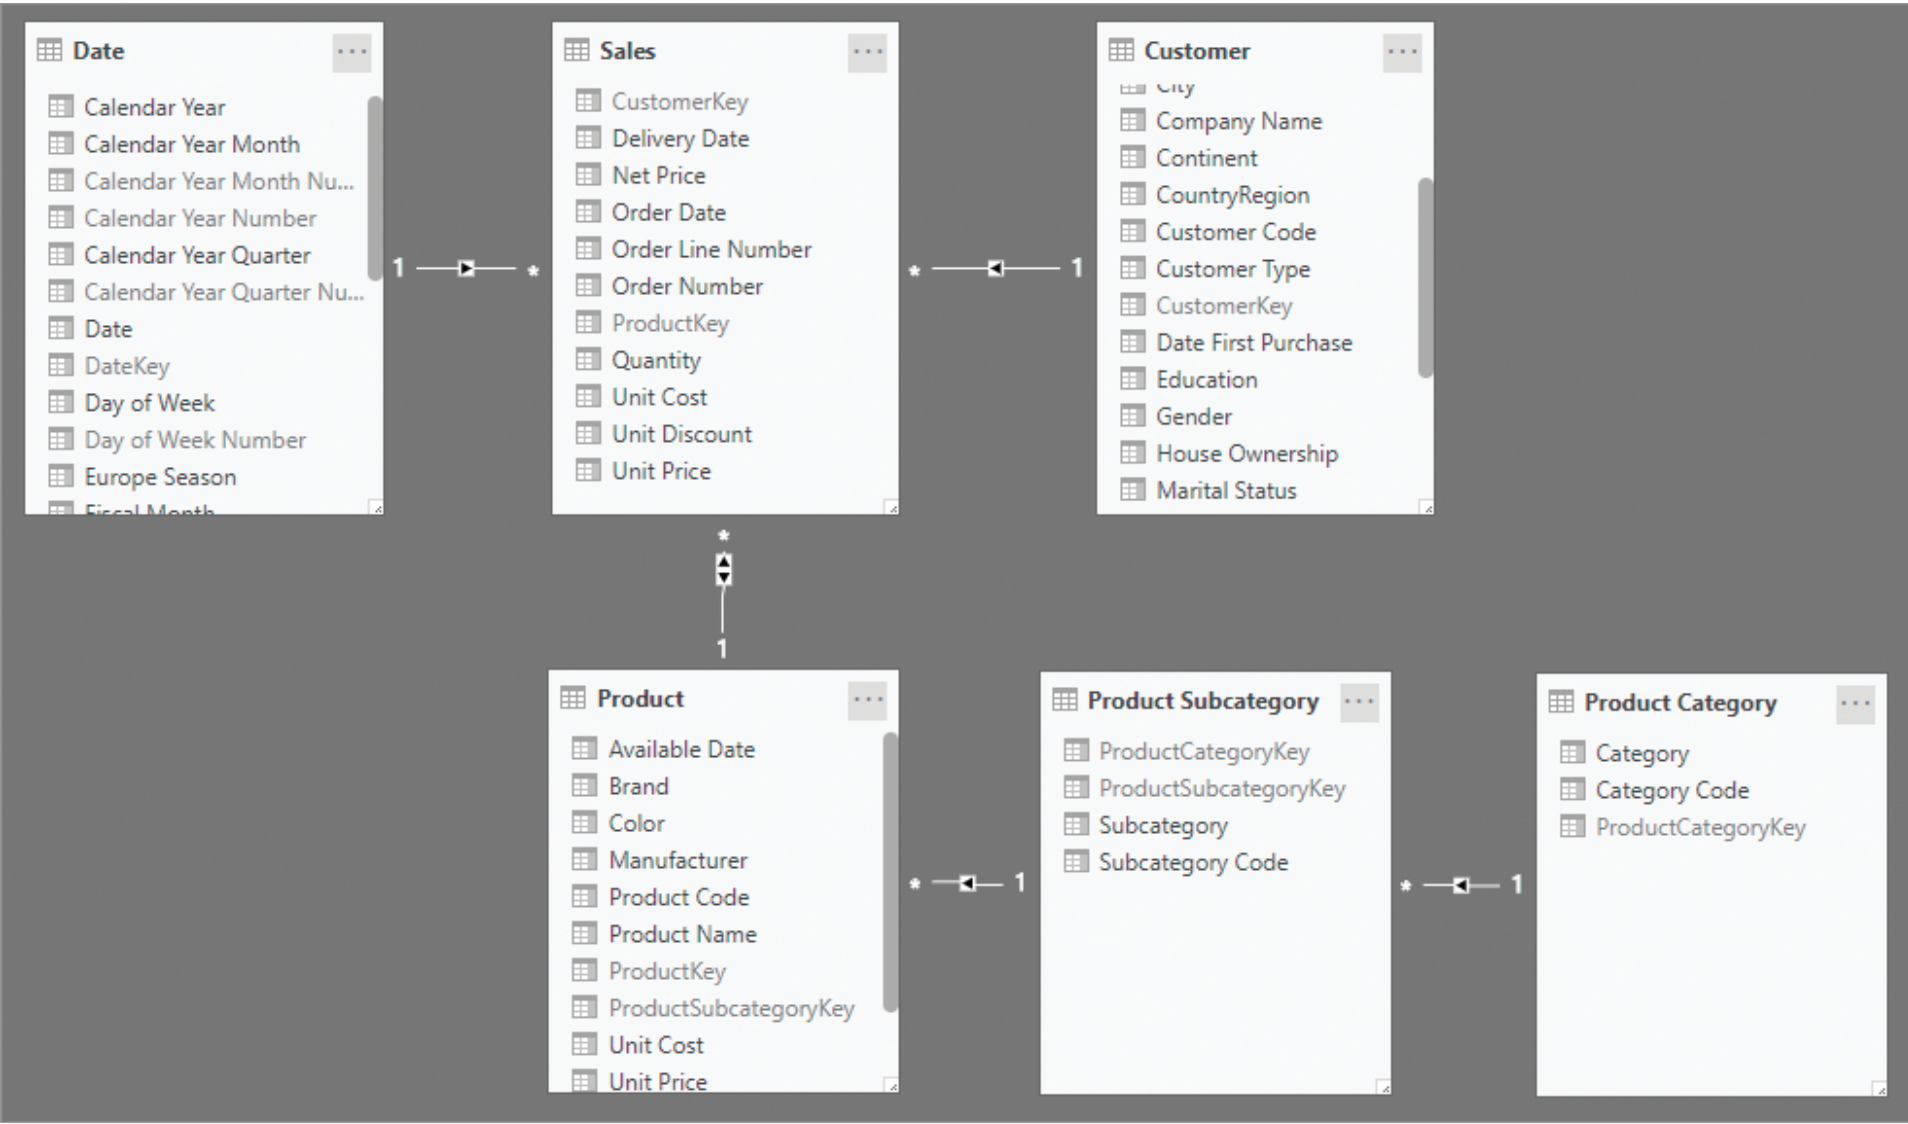 Date
Calendar Year
Calendar Year Month
Calendar Year Month Nu...
Calendar Year Number
Calendar Year Quarter
Calendar Year Quarter Nu...
Date
DateKey
Day of Week
Day of Week Number
Europe Season
Fiscal Month
1
*
Sales
CustomerKey
Delivery Date
Net Price
Order Date
Order Line Number
Order Number
ProductKey
Quantity
Unit Cost
Unit Discount
Unit Price
*
1
Customer
City
Company Name
Continent
CountryRegion
Customer Code
Customer Type
CustomerKey
Date First Purchase
Education
Gender
House Ownership
Marital Status
*
1
Product
Available Date
Brand
Color
Manufacturer
Product Code
Product Name
ProductKey
ProductSubcategoryKey
Unit Cost
Unit Price
*
1
Product Subcategory
ProductCategoryKey
ProductSubcategoryKey
Subcategory
Subcategory Code
*
1
Product Category
Category
Category Code
ProductCategoryKey